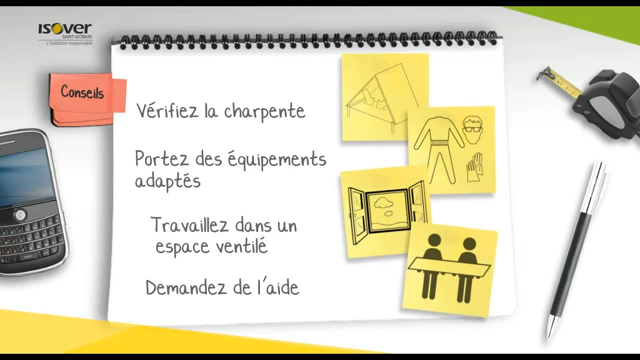 isover
SAINT-GOBAIN
L'isolation responsable
Conseils
Vérifiez la charpente
Portez des équipements
adaptés
Travaillez dans un
espace ventilé
Demandez de l'aide